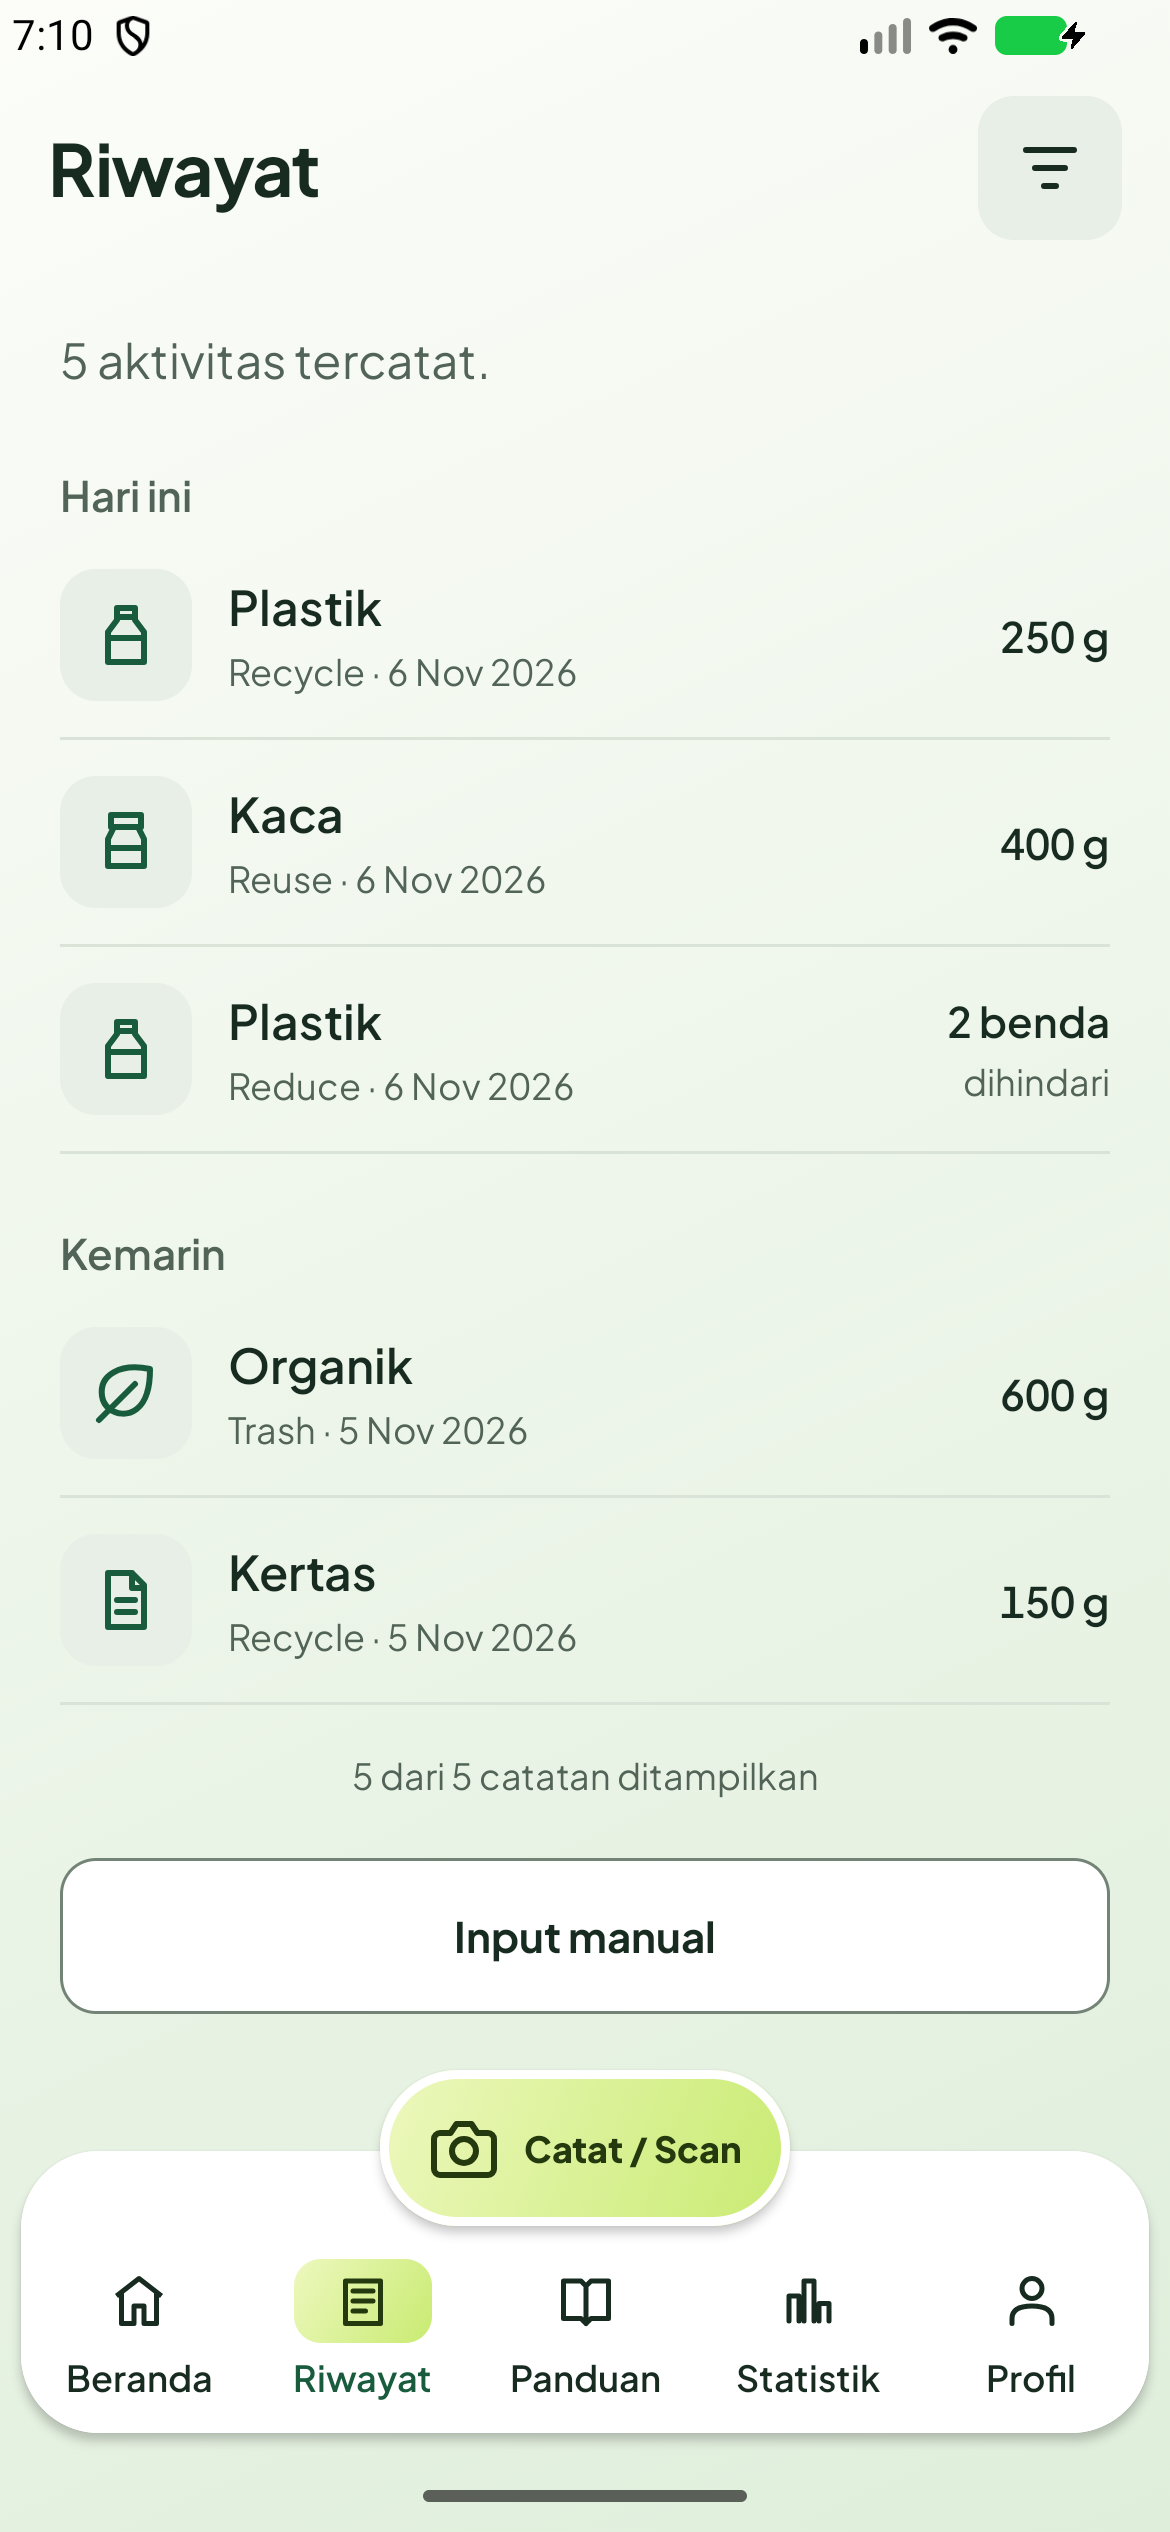 7:10
Riwayat
5 aktivitas tercatat.
Hari ini
Plastik
Recycle · 6 Nov 2026
250 g
Kaca
Reuse · 6 Nov 2026
400 g
Plastik
Reduce · 6 Nov 2026
2 benda
dihindari
Kemarin
Organik
Trash · 5 Nov 2026
600 g
Kertas
Recycle · 5 Nov 2026
150 g
5 dari 5 catatan ditampilkan
Input manual
Catat / Scan
Beranda
Riwayat
Panduan
Statistik
Profil